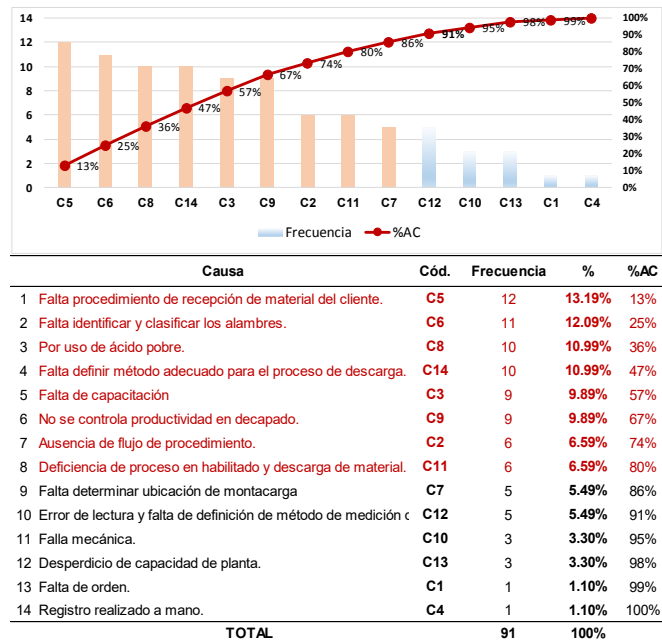 14 100%
12 90%
80%
10 70%
8 60%
50%
6 40%
4 30%
20%
2 10%
0 0%
13% 25% 36% 47% 57% 67% 74% 80% 86% 91% 95% 98% 99%
C5 C6 C8 C14 C3 C9 C2 C11 C7 C12 C10 C13 C1 C4
Frecuencia %AC
Causa Cód. Frecuencia % %AC
1 Falta procedimiento de recepción de material del cliente. C5 12 13.19% 13%
2 Falta identificar y clasificar los alambres. C6 11 12.09% 25%
3 Por uso de ácido pobre. C8 10 10.99% 36%
4 Falta definir método adecuado para el proceso de descarga. C14 10 10.99% 47%
5 Falta de capacitación C3 9 9.89% 57%
6 No se controla productividad en decapado. C9 9 9.89% 67%
7 Ausencia de flujo de procedimiento. C2 6 6.59% 74%
8 Deficiencia de proceso en habilitado y descarga de material. C11 6 6.59% 80%
9 Falta determinar ubicación de montacarga C7 5 5.49% 86%
10 Error de lectura y falta de definición de método de medición C12 5 5.49% 91%
11 Falla mecánica. C10 3 3.30% 95%
12 Desperdicio de capacidad de planta. C13 3 3.30% 98%
13 Falta de orden. C1 1 1.10% 99%
14 Registro realizado a mano. C4 1 1.10% 100%
TOTAL 91 100%